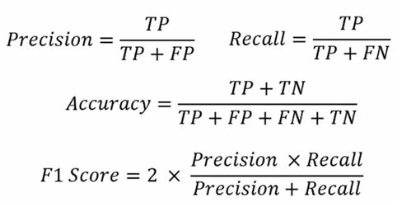 Precision = TP / TP + FP    Recall = TP / TP + FN
Accuracy = TP + TN / TP + FP + FN + TN
F1 Score = 2 × Precision × Recall / Precision + Recall